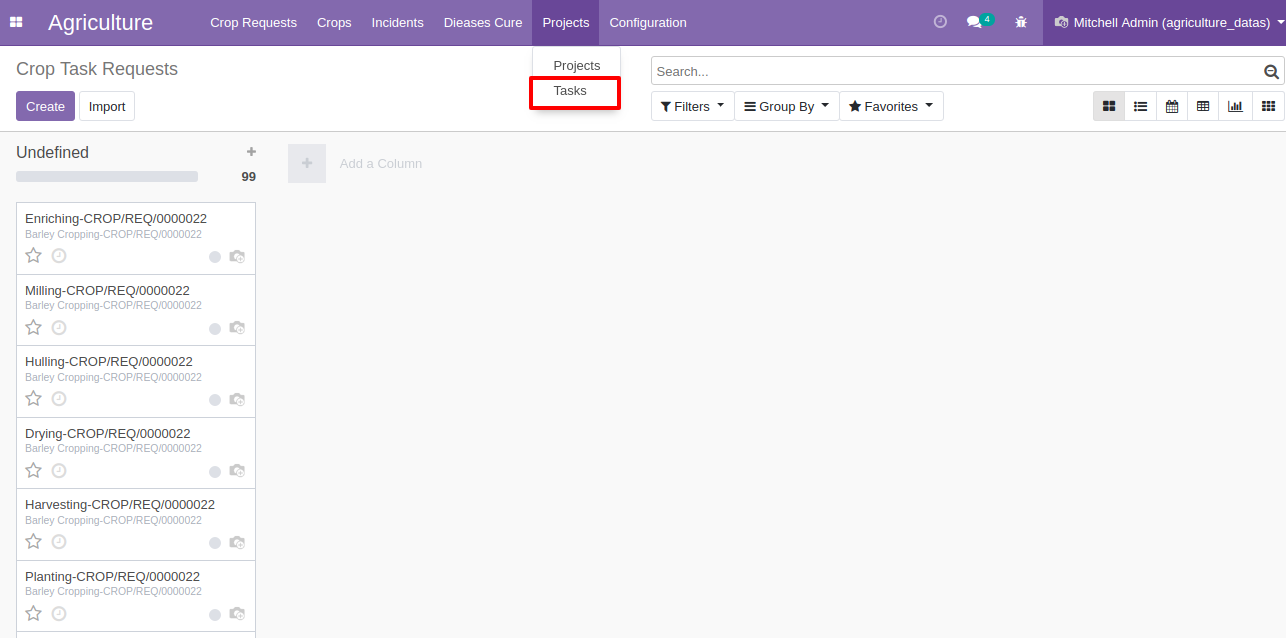 Agriculture
Crop Requests
Crops
Incidents
Dieases Cure
Projects
Configuration
4
Mitchell Admin (agriculture_datas)
Projects
Tasks
Crop Task Requests
Search...
Create
Import
Filters
Group By
Favorites
Undefined
99
Add a Column
Enriching-CROP/REQ/0000022
Barley Cropping-CROP/REQ/0000022
Milling-CROP/REQ/0000022
Barley Cropping-CROP/REQ/0000022
Hulling-CROP/REQ/0000022
Barley Cropping-CROP/REQ/0000022
Drying-CROP/REQ/0000022
Barley Cropping-CROP/REQ/0000022
Harvesting-CROP/REQ/0000022
Barley Cropping-CROP/REQ/0000022
Planting-CROP/REQ/0000022
Barley Cropping-CROP/REQ/0000022